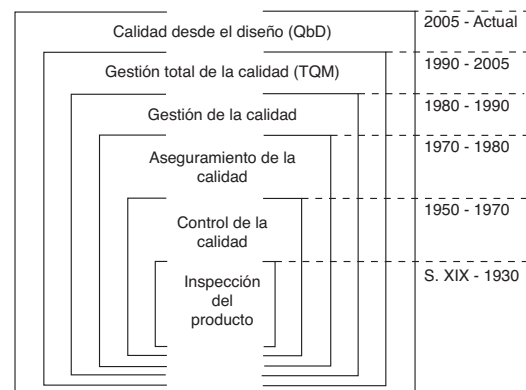 Calidad desde el diseño (QbD)
2005 - Actual
Gestión total de la calidad (TQM)
1990 - 2005
Gestión de la calidad
1980 - 1990
Aseguramiento de la
calidad
1970 - 1980
Control de la
calidad
1950 - 1970
Inspección
del
producto
S. XIX - 1930